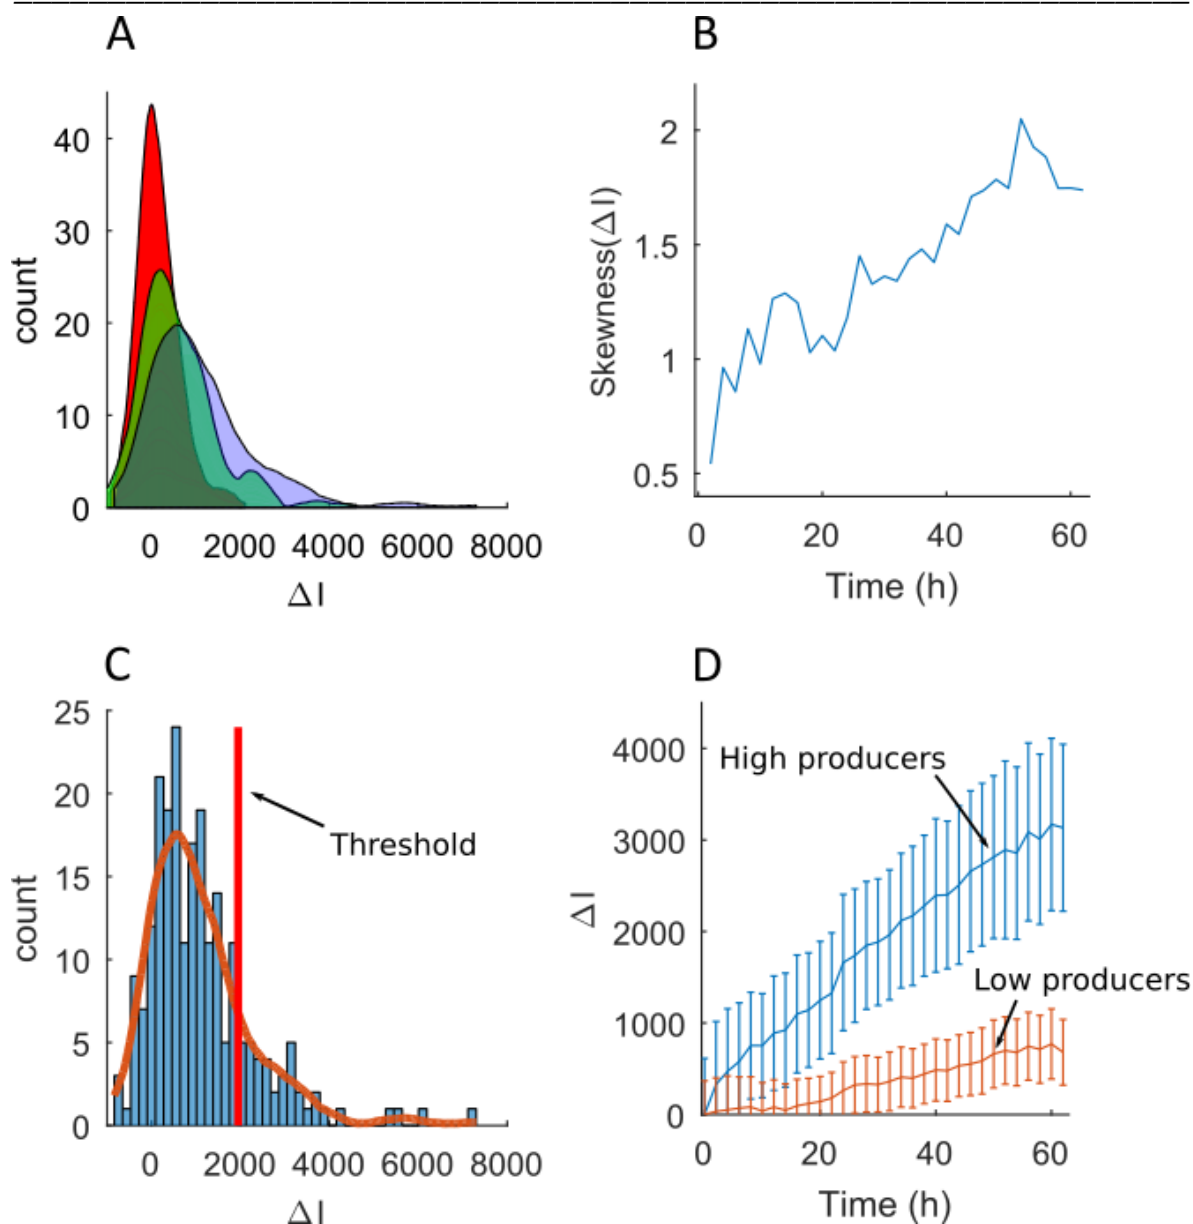 A
count
40
30
20
10
0
0 2000 4000 6000 8000
ΔI
B
Skewness(ΔI)
2
1.5
1
0.5
0 20 40 60
Time (h)
C
count
25
20
15
10
5
0
Threshold
0 2000 4000 6000 8000
ΔI
D
ΔI
4000
3000
2000
1000
0
High producers
Low producers
0 20 40 60
Time (h)